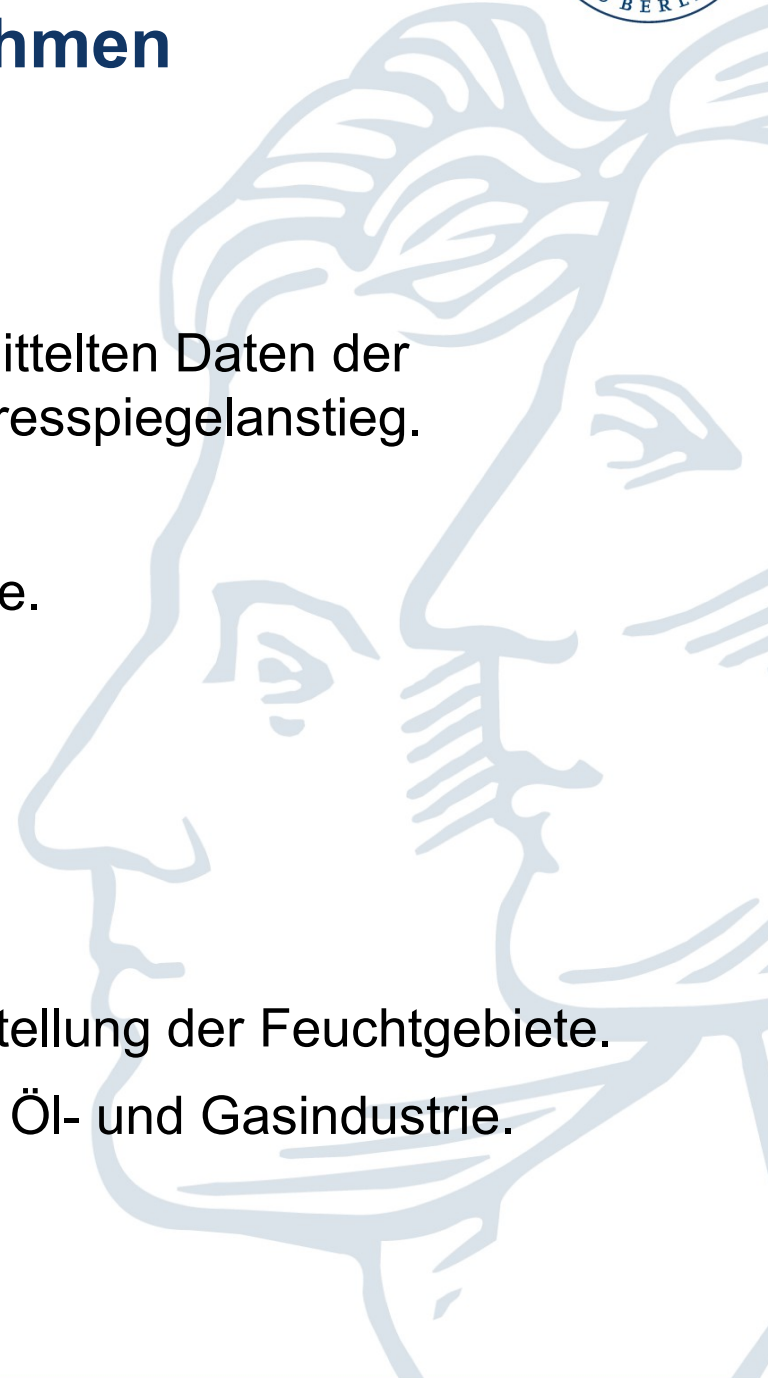 hmen
ittelten Daten der
resspiegelanstieg.
e.
tellung der Feuchtgebiete.
Öl- und Gasindustrie.